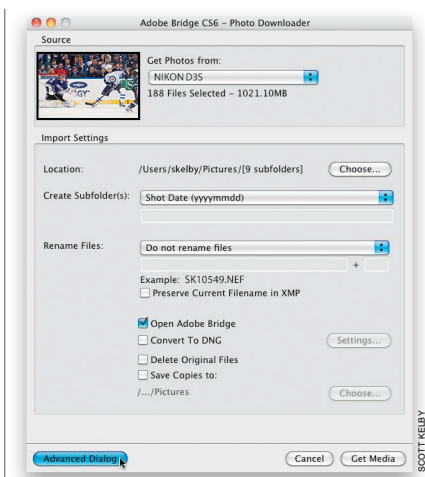 Adobe Bridge CS6 – Photo Downloader
Source
Get Photos from:
NIKON D3S
188 Files Selected – 1021.10MB
Import Settings
Location: /Users/skelby/Pictures/[9 subfolders] Choose...
Create Subfolder(s): Shot Date (yyyymmdd)
Rename Files: Do not rename files
+
Example: SK10549.NEF
Preserve Current Filename in XMP
Open Adobe Bridge
Convert To DNG Settings...
Delete Original Files
Save Copies to:
/.../Pictures Choose...
Advanced Dialog Cancel Get Media
SCOTT KELBY